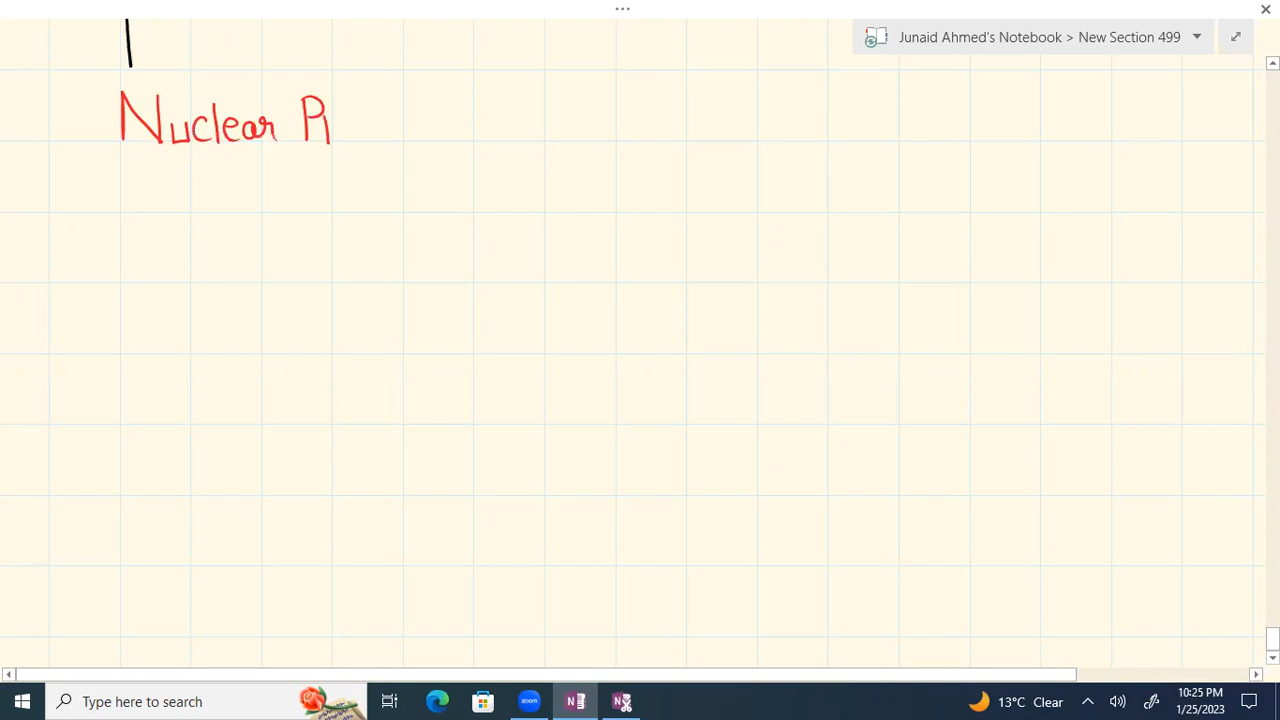 ...
Junaid Ahmed's Notebook > New Section 499
Nuclear P
Type here to search
zoom
13°C Clear
10:25 PM
1/25/2023